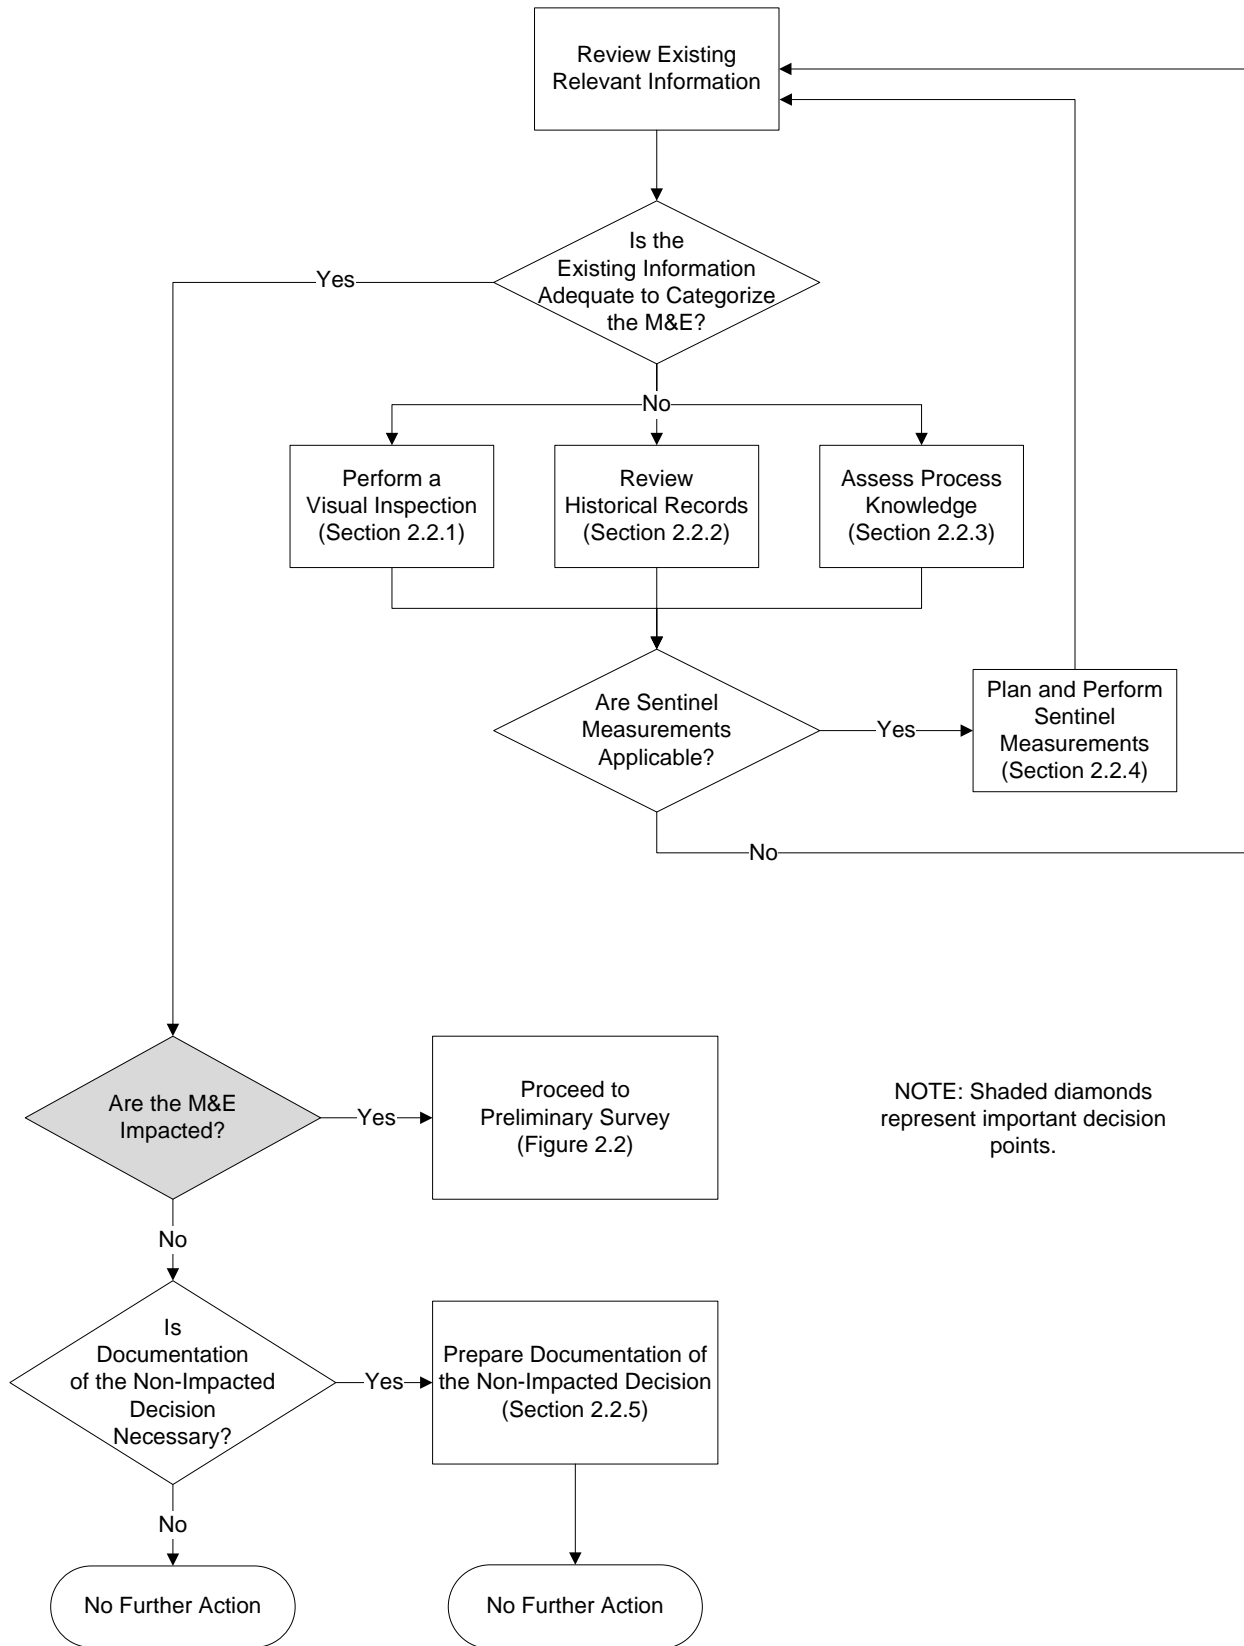 Review Existing
Relevant Information
Is the
Existing Information
Adequate to Categorize
the M&E?
Yes
No
Perform a
Visual Inspection
(Section 2.2.1)
Review
Historical Records
(Section 2.2.2)
Assess Process
Knowledge
(Section 2.2.3)
Are Sentinel
Measurements
Applicable?
Yes
Plan and Perform
Sentinel
Measurements
(Section 2.2.4)
No
Are the M&E
Impacted?
Yes
Proceed to
Preliminary Survey
(Figure 2.2)
NOTE: Shaded diamonds
represent important decision
points.
No
Is
Documentation
of the Non-Impacted
Decision
Necessary?
Yes
Prepare Documentation of
the Non-Impacted Decision
(Section 2.2.5)
No
No Further Action
No Further Action